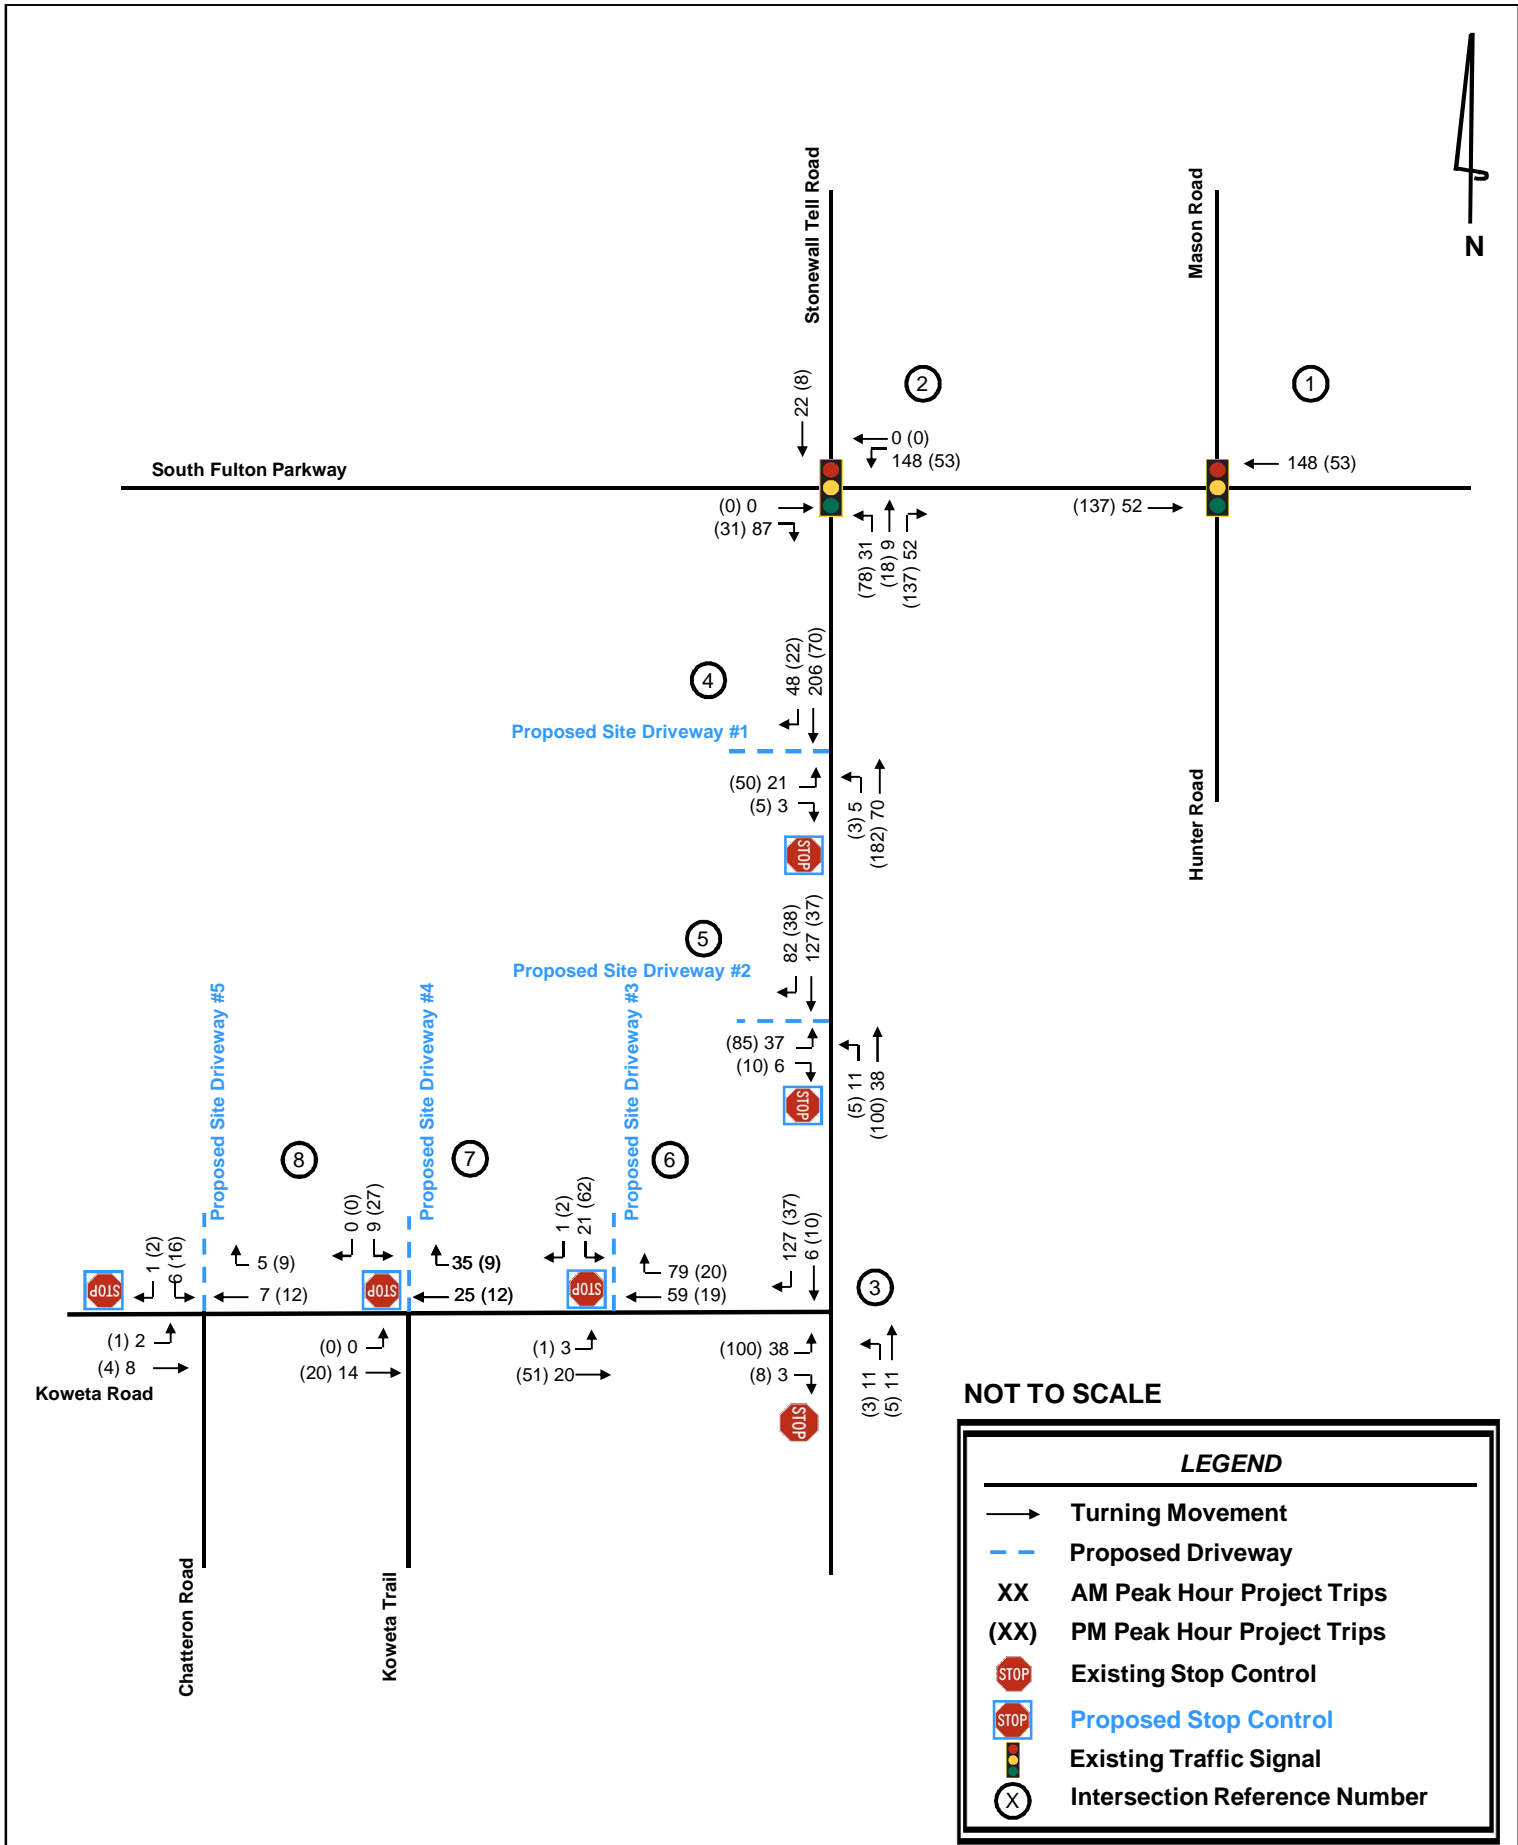 N
Stonewall Tell Road
Mason Road
22 (8)
2
1
0 (0)
148 (53)
148 (53)
South Fulton Parkway
(0) 0
(31) 87
(137) 52
(78) 31
(18) 9
(137) 52
48 (22)
206 (70)
4
Proposed Site Driveway #1
(50) 21
(5) 3
STOP
(3) 5
(182) 70
Hunter Road
82 (38)
127 (37)
5
Proposed Site Driveway #2
(85) 37
(10) 6
STOP
(5) 11
(100) 38
Proposed Site Driveway #5
Proposed Site Driveway #4
Proposed Site Driveway #3
8
7
6
1 (2)
6 (16)
5 (9)
7 (12)
STOP
0 (0)
9 (27)
35 (9)
25 (12)
STOP
1 (2)
21 (62)
79 (20)
59 (19)
STOP
127 (37)
6 (10)
3
(1) 2
(4) 8
(0) 0
(20) 14
(1) 3
(51) 20
(100) 38
(8) 3
STOP
(3) 11
(5) 11
Koweta Road
Chatteron Road
Koweta Trail
NOT TO SCALE
LEGEND
Turning Movement
Proposed Driveway
XX AM Peak Hour Project Trips
(XX) PM Peak Hour Project Trips
STOP Existing Stop Control
STOP Proposed Stop Control
Existing Traffic Signal
X Intersection Reference Number